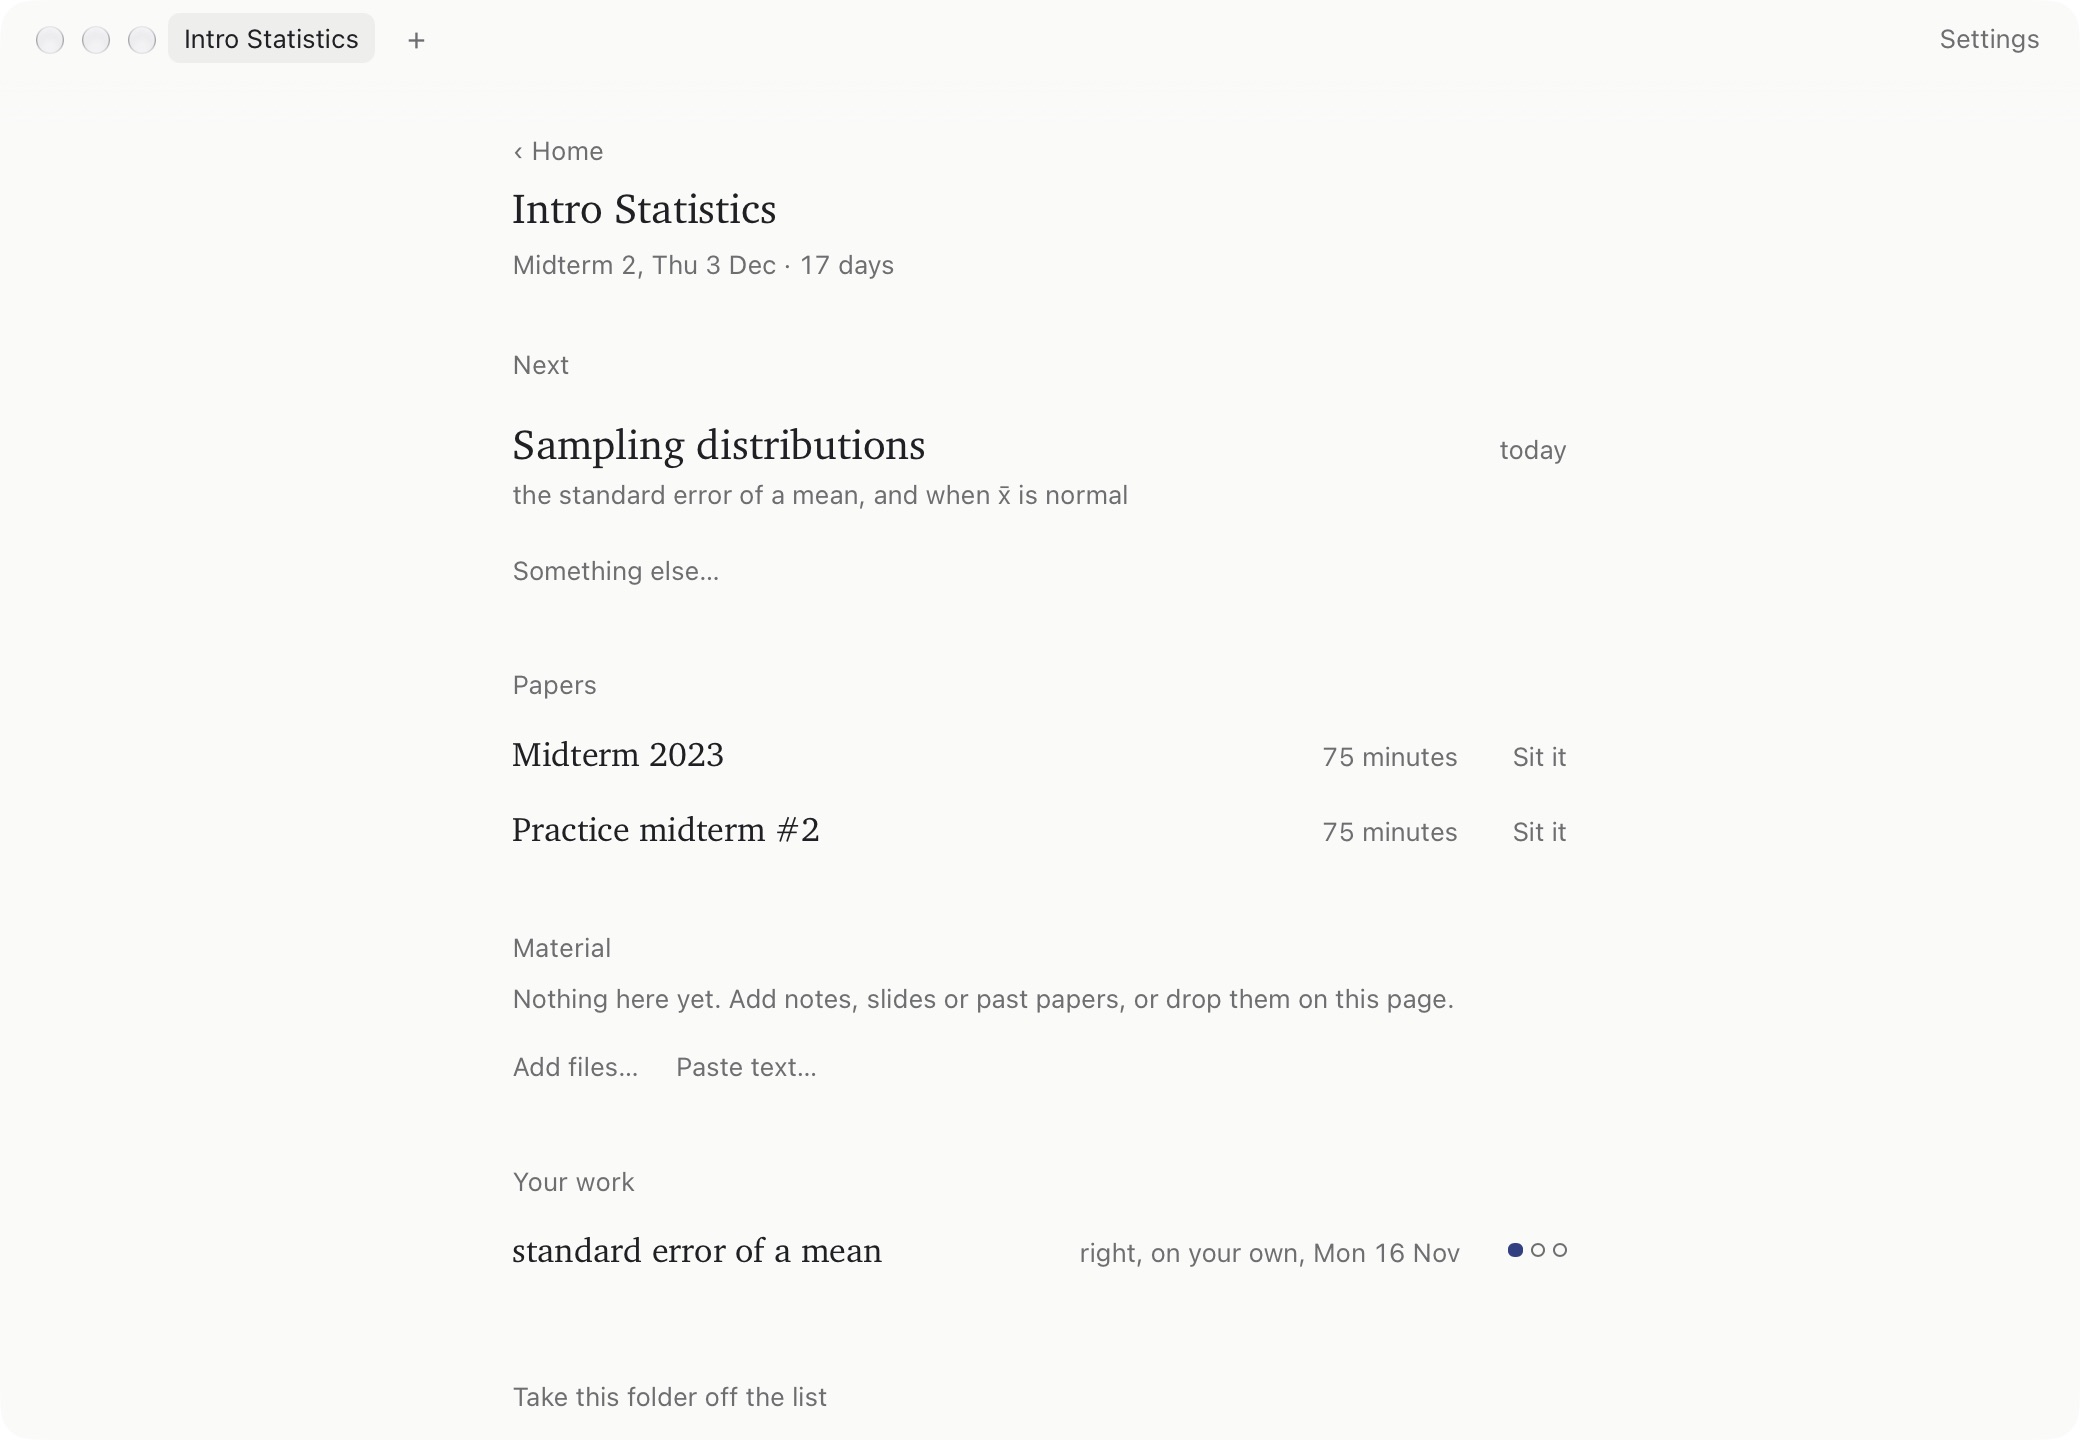 Intro Statistics +
Settings
‹ Home
Intro Statistics
Midterm 2, Thu 3 Dec · 17 days
Next
Sampling distributions
today
the standard error of a mean, and when x̄ is normal
Something else...
Papers
Midterm 2023
75 minutes
Sit it
Practice midterm #2
75 minutes
Sit it
Material
Nothing here yet. Add notes, slides or past papers, or drop them on this page.
Add files...
Paste text...
Your work
standard error of a mean
right, on your own, Mon 16 Nov
Take this folder off the list